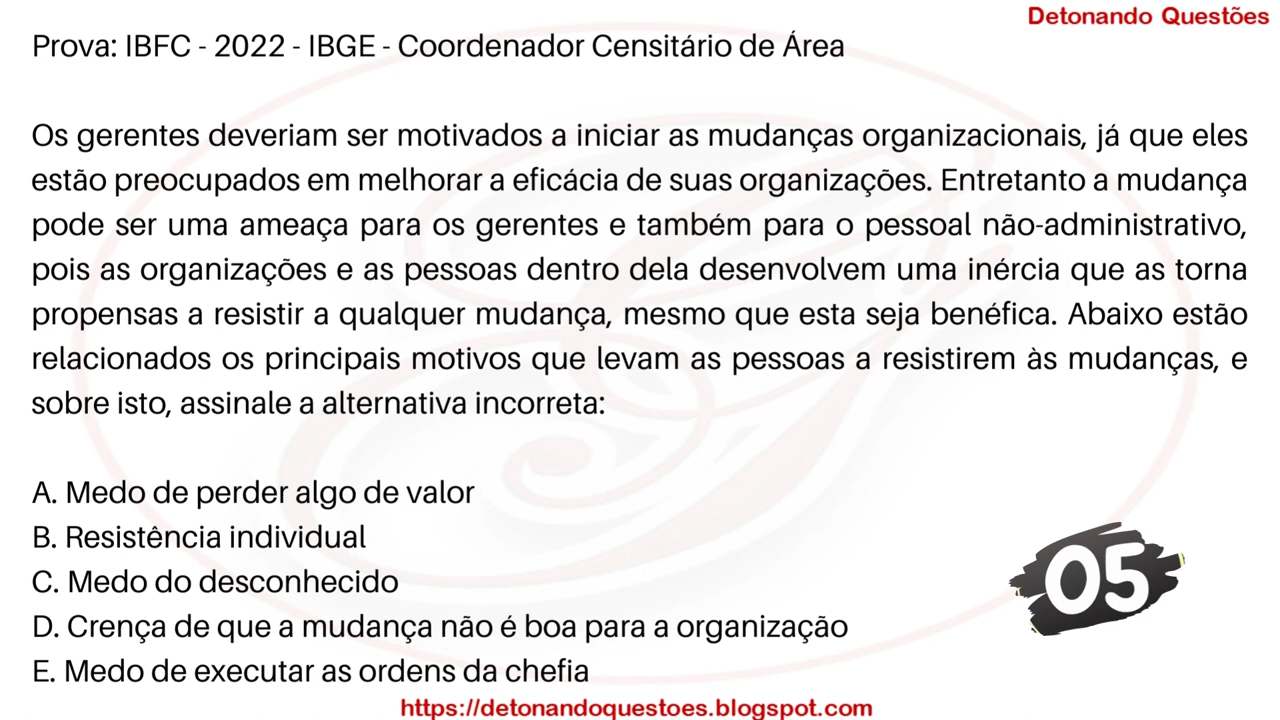 Detonando Questões
Prova: IBFC - 2022 - IBGE - Coordenador Censitário de Área
Os gerentes deveriam ser motivados a iniciar as mudanças organizacionais, já que eles
estão preocupados em melhorar a eficácia de suas organizações. Entretanto a mudança
pode ser uma ameaça para os gerentes e também para o pessoal não-administrativo,
pois as organizações e as pessoas dentro dela desenvolvem uma inércia que as torna
propensas a resistir a qualquer mudança, mesmo que esta seja benéfica. Abaixo estão
relacionados os principais motivos que levam as pessoas a resistirem às mudanças, e
sobre isto, assinale a alternativa incorreta:
A. Medo de perder algo de valor
B. Resistência individual
C. Medo do desconhecido
D. Crença de que a mudança não é boa para a organização
E. Medo de executar as ordens da chefia
05
https://detonandoquestoes.blogspot.com